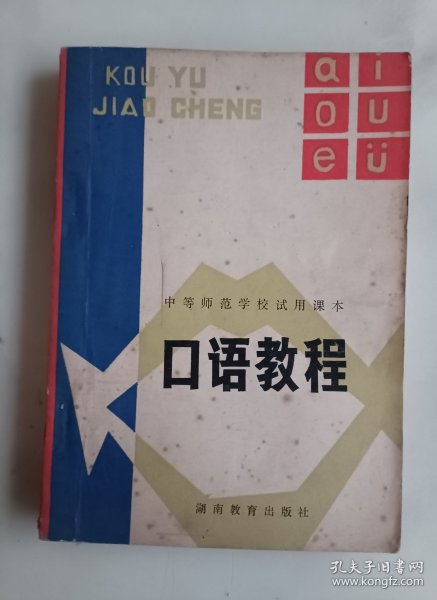 KOU YU
JIAO CHENG
a i
o u
e ü
中等师范学校试用课本
口语教程
湖南教育出版社
孔夫子旧书网
www.kongfz.com